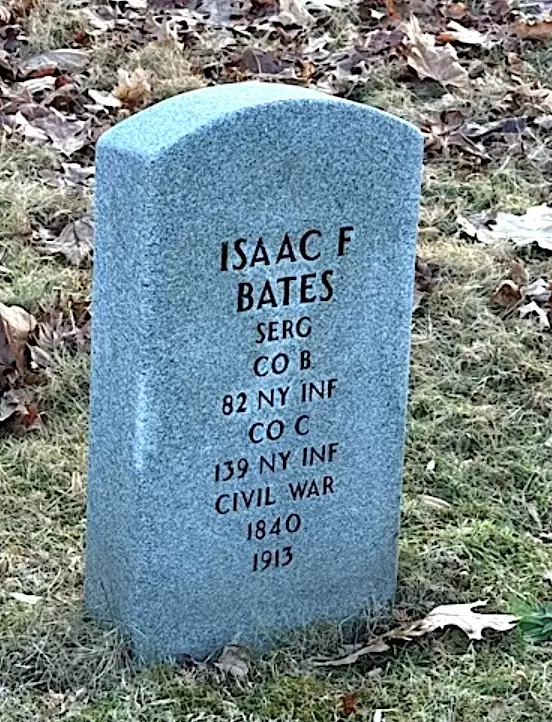 ISAAC F
BATES
SERG
CO B
82 NY INF
CO C
139 NY INF
CIVIL WAR
1840
1913